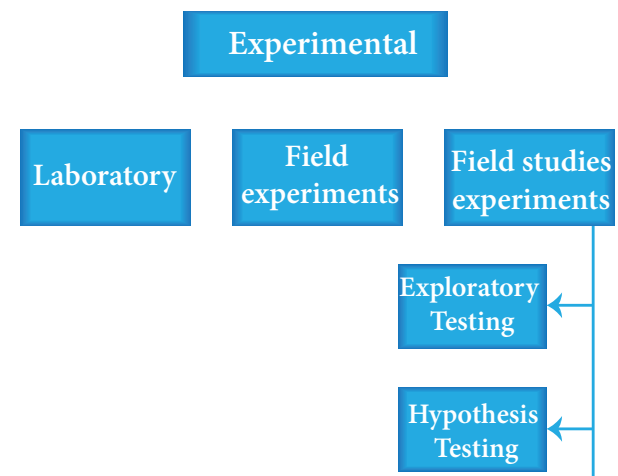 Experimental
Laboratory
Field
experiments
Field studies
experiments
Exploratory
Testing
Hypothesis
Testing